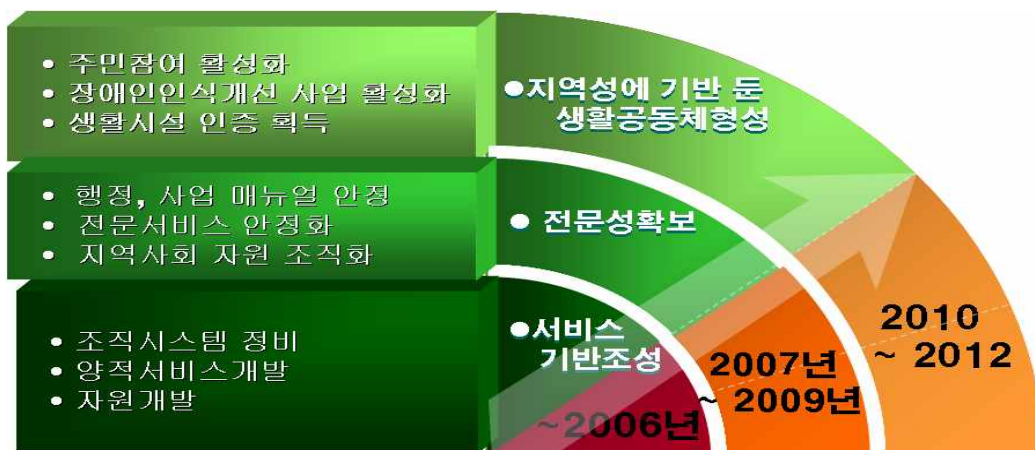 • 주민참여 활성화
• 장애인인식개선 사업 활성화
• 생활시설 인증 획득
●지역성에 기반 둔
생활공동체형성
• 행정, 사업 매뉴얼 안정
• 전문서비스 안정화
• 지역사회 자원 조직화
● 전문성확보
• 조직시스템 정비
• 양적서비스개발
• 자원개발
●서비스
기반조성
~2006년
2007년
~ 2009년
2010
~ 2012